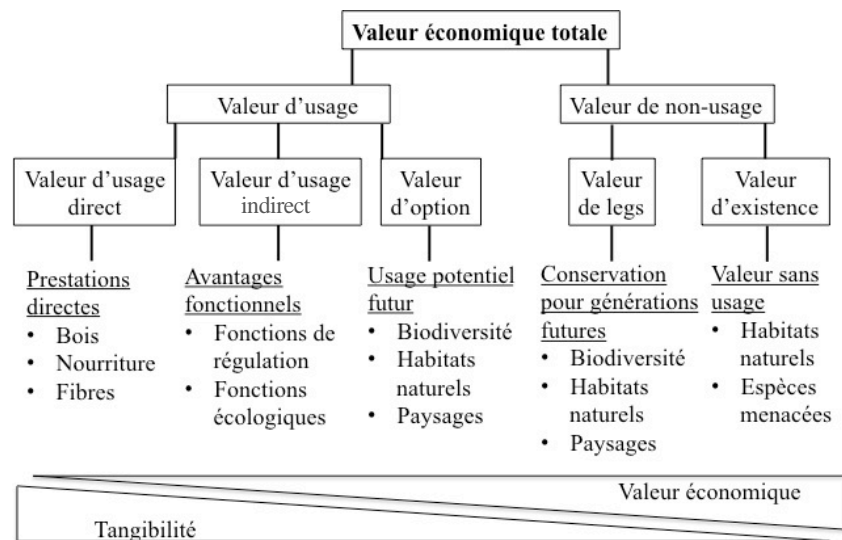 Valeur économique totale
Valeur d'usage
Valeur de non-usage
Valeur d'usage
direct
Valeur d'usage
indirect
Valeur
d'option
Valeur
de legs
Valeur
d'existence
Prestations
directes
• Bois
• Nourriture
• Fibres
Avantages
fonctionnels
• Fonctions de
régulation
• Fonctions
écologiques
Usage potentiel
futur
• Biodiversité
• Habitats
naturels
• Paysages
Conservation
pour générations
futures
• Biodiversité
• Habitats
naturels
• Paysages
Valeur sans
usage
• Habitats
naturels
• Espèces
menacées
Valeur économique
Tangibilité